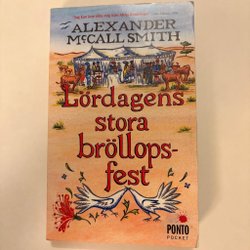 ALEXANDER
McCALL SMITH
Lördagens
stora
bröllops-
fest
PONTO
POCKET